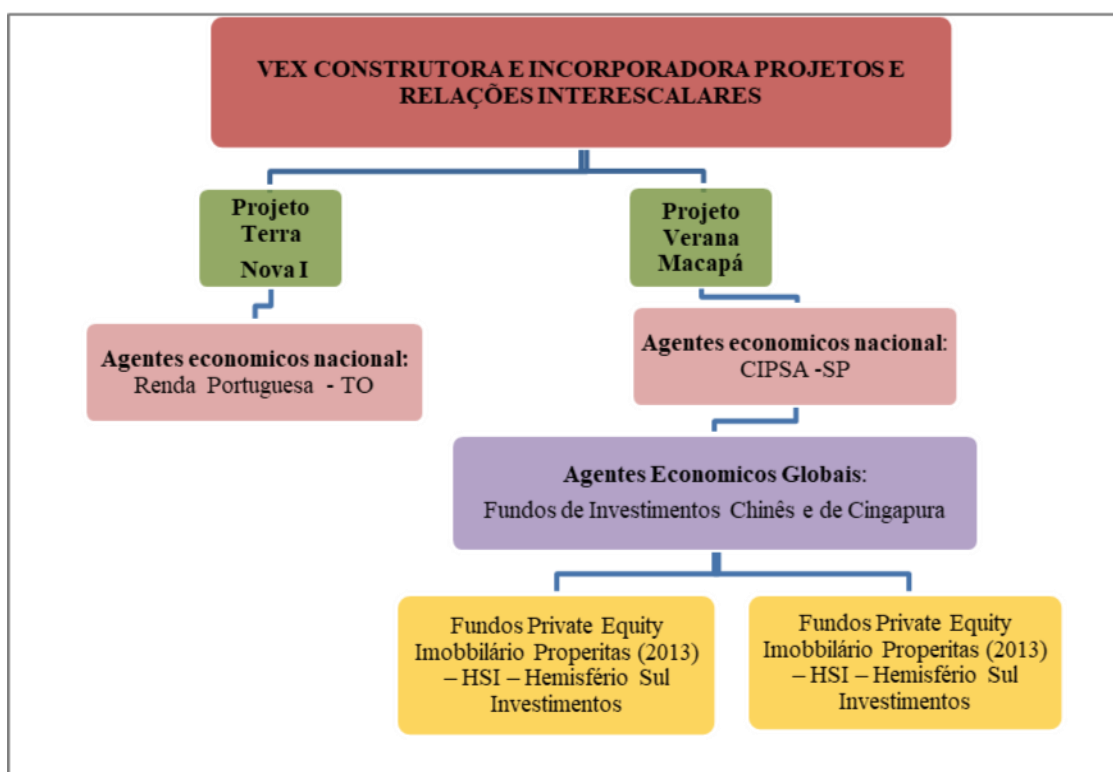 VEX CONSTRUTORA E INCORPORADORA PROJETOS E
RELAÇÕES INTERESCALARES
Projeto
Terra
Nova I
Projeto
Verana
Macapá
Agentes economicos nacional:
Renda Portuguesa - TO
Agentes economicos nacional:
CIPSA -SP
Agentes Economicos Globais:
Fundos de Investimentos Chinês e de Cingapura
Fundos Private Equity
Imobbilário Properitas (2013)
– HSI – Hemisfério Sul
Investimentos
Fundos Private Equity
Imobbilário Properitas (2013)
– HSI – Hemisfério Sul
Investimentos